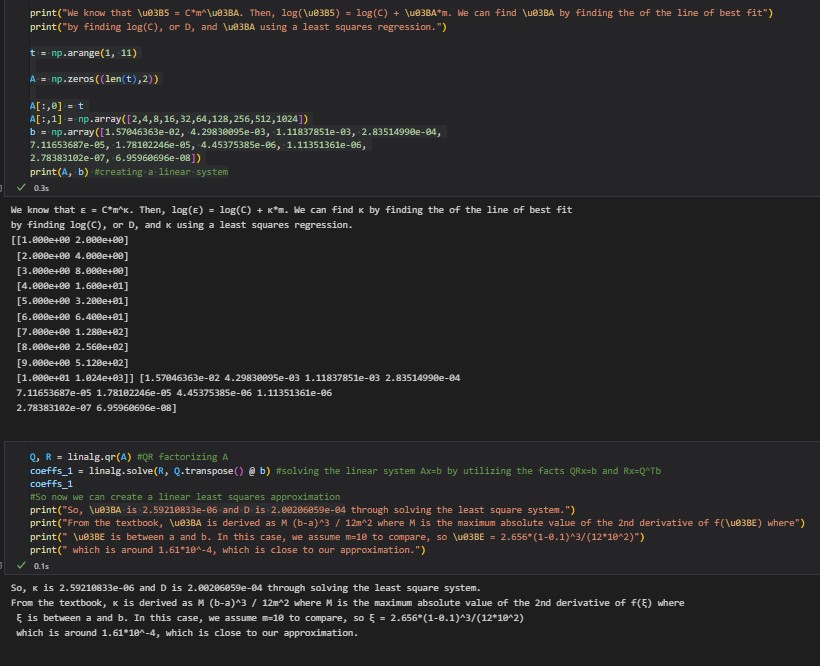 print("We know that \u03B5 = C*m^\u03BA. Then, log(\u03B5) = log(C) + \u03BA*m. We can find \u03BA by finding the of the line of best fit")
print("by finding log(C), or D, and \u03BA using a least squares regression.")
t = np.arange(1, 11)
A = np.zeros((len(t),2))
A[:,0] = t
A[:,1] = np.array([2,4,8,16,32,64,128,256,512,1024])
b = np.array([1.57046363e-02, 4.29830095e-03, 1.11837851e-03, 2.83514990e-04,
7.11653687e-05, 1.78102246e-05, 4.45375385e-06, 1.11351361e-06,
2.78383102e-07, 6.95960696e-08])
print(A, b) #creating a linear system
0.3s
We know that ε = C*m^κ. Then, log(ε) = log(C) + κ*m. We can find κ by finding the of the line of best fit
by finding log(C), or D, and κ using a least squares regression.
[[1.000e+00 2.000e+00]
[2.000e+00 4.000e+00]
[3.000e+00 8.000e+00]
[4.000e+00 1.600e+01]
[5.000e+00 3.200e+01]
[6.000e+00 6.400e+01]
[7.000e+00 1.280e+02]
[8.000e+00 2.560e+02]
[9.000e+00 5.120e+02]
[1.000e+01 1.024e+03]] [1.57046363e-02 4.29830095e-03 1.11837851e-03 2.83514990e-04
7.11653687e-05 1.78102246e-05 4.45375385e-06 1.11351361e-06
2.78383102e-07 6.95960696e-08]
Q, R = linalg.qr(A) #QR factorizing A
coeffs_1 = linalg.solve(R, Q.transpose() @ b) #solving the linear system Ax=b by utilizing the facts QRx=b and Rx=Q^Tb
coeffs_1
#So now we can create a linear least squares approximation
print("So, \u03BA is 2.59210833e-06 and D is 2.00206059e-04 through solving the least square system.")
print("From the textbook, \u03BA is derived as M (b-a)^3 / 12m^2 where M is the maximum absolute value of the 2nd derivative of f(\u03BE) where")
print(" \u03BE is between a and b. In this case, we assume m=10 to compare, so \u03BE = 2.656*(1-0.1)^3/(12*10^2)")
print(" which is around 1.61*10^-4, which is close to our approximation.")
0.1s
So, κ is 2.59210833e-06 and D is 2.00206059e-04 through solving the least square system.
From the textbook, κ is derived as M (b-a)^3 / 12m^2 where M is the maximum absolute value of the 2nd derivative of f(ξ) where
ξ is between a and b. In this case, we assume m=10 to compare, so ξ = 2.656*(1-0.1)^3/(12*10^2)
which is around 1.61*10^-4, which is close to our approximation.